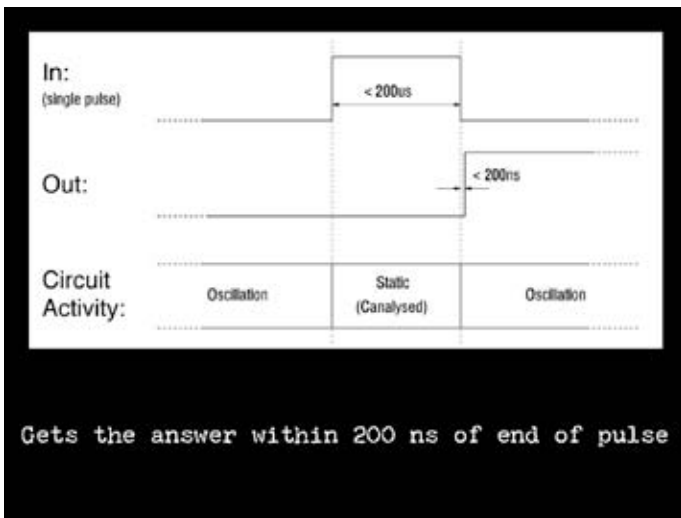 In:
(single pulse)
< 200us
Out:
< 200ns
Circuit
Activity:
Oscillation
Static
(Canalysed)
Oscillation
Gets the answer within 200 ns of end of pulse